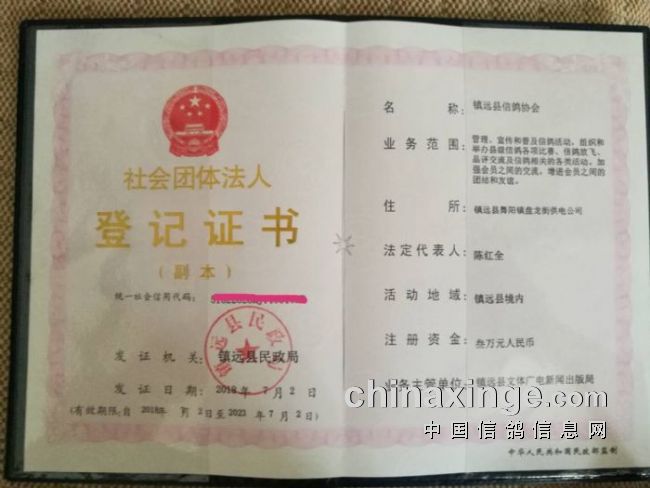 社会团体法人
登记证书
(副本)
统一社会信用代码:
发证机关: 镇远县民政局
发证日期: 2018年7月2日
(有效期限:自2018年 月2日至2023年7月2日)
镇远县民政局
名称: 镇远县信鸽协会
业务范围: 管理、宣传和普及信鸽活动,组织和
举办县级信鸽各项比赛、信鸽放飞、
品评交流及信鸽相关的各类活动,加
强会员之间的交流,增进会员之间的
团结和友谊。
住所: 镇远县舞阳镇盘龙街供电公司
法定代表人: 陈红全
活动地域: 镇远县境内
注册资金: 叁万元人民币
业务主管单位: 镇远县文体广电新闻出版局
chinaxinge.com
中国信鸽信息网
中华人民共和国民政部监制